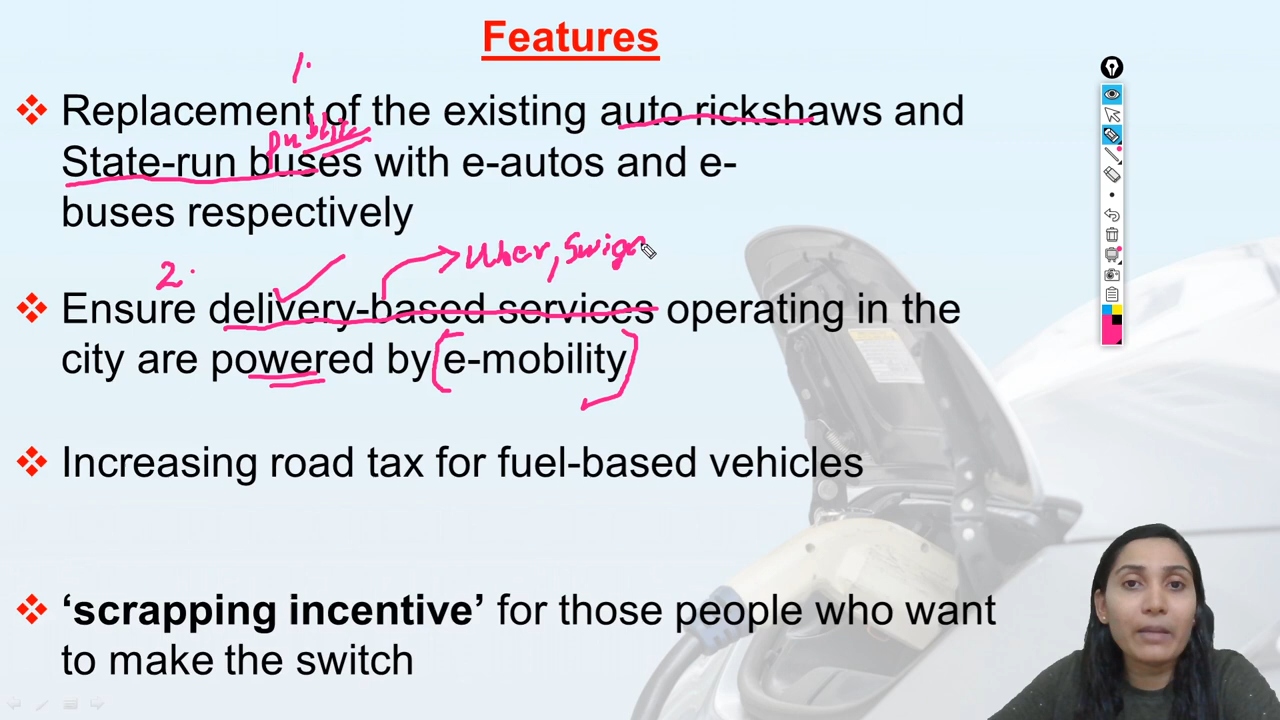 Features
1.
❖ Replacement of the existing auto rickshaws and
public
State-run buses with e-autos and e-
buses respectively
Uber, Swigg
2.
❖ Ensure delivery-based services operating in the
city are powered by (e-mobility)
❖ Increasing road tax for fuel-based vehicles
❖ ‘scrapping incentive’ for those people who want
to make the switch